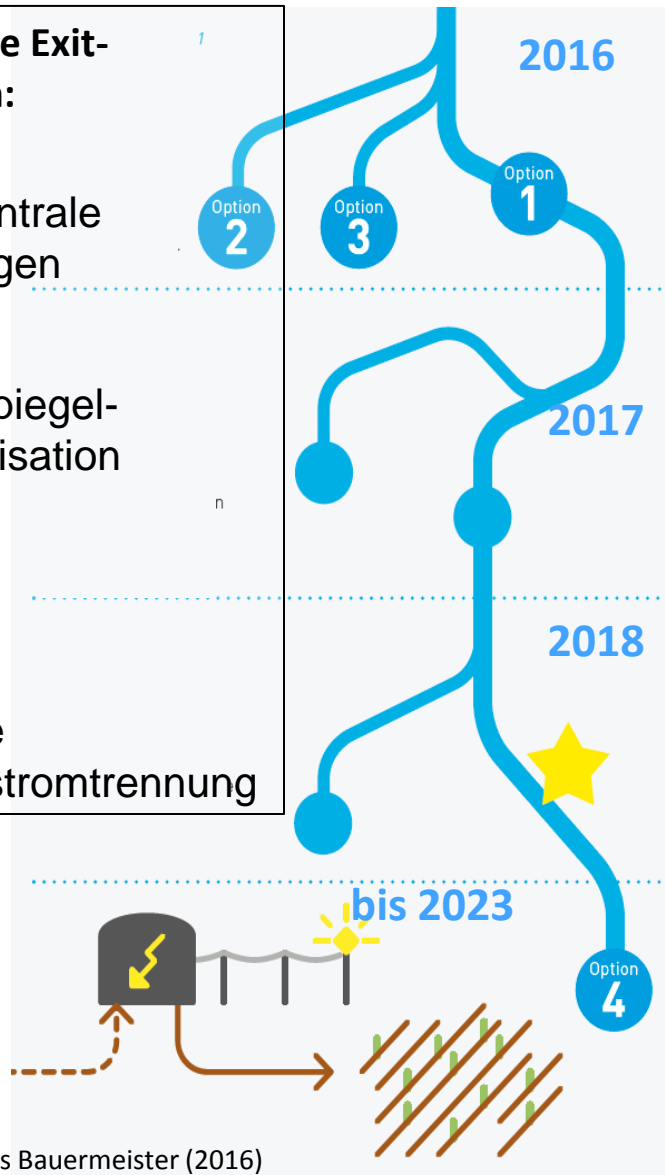 e Exit-
:
1
2016
Option
1
Option
2
Option
3
ntrale
gen
piegel-
isation
2017
n
2018
e
stromtrennung
bis 2023
Option
4
s Bauermeister (2016)